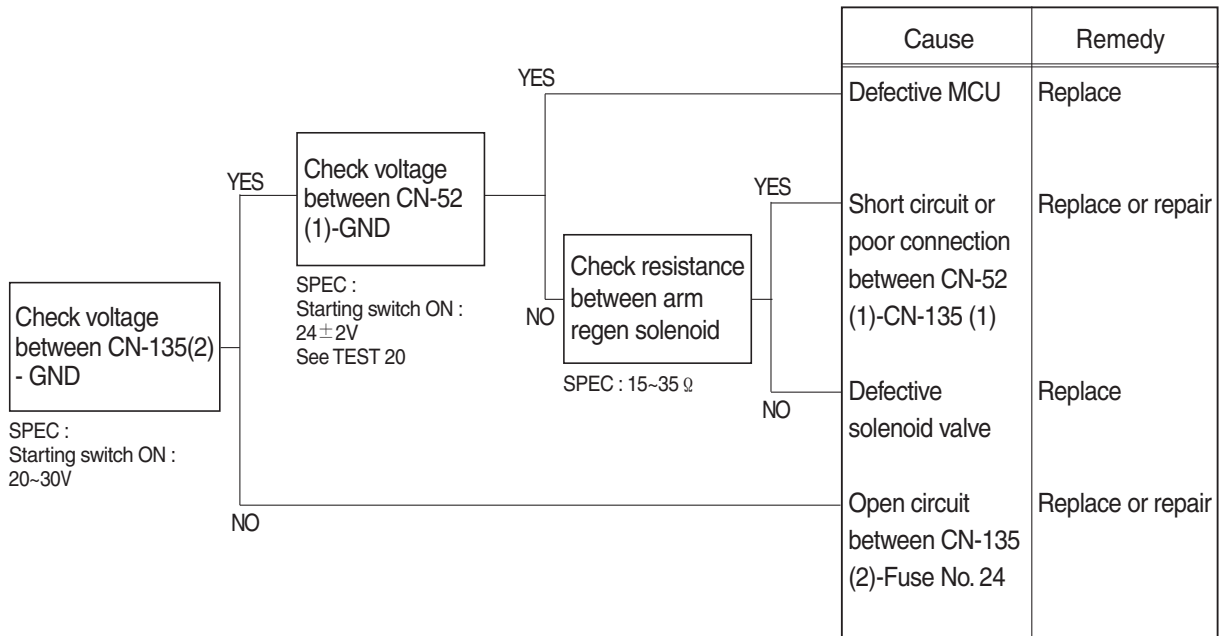 Check voltage
between CN-135(2)
- GND
SPEC :
Starting switch ON :
20~30V
YES
NO
Check voltage
between CN-52
(1)-GND
SPEC :
Starting switch ON :
24±2V
See TEST 20
YES
NO
Check resistance
between arm
regen solenoid
SPEC : 15~35 Ω
YES
NO
Cause
Remedy
Defective MCU
Replace
Short circuit or
poor connection
between CN-52
(1)-CN-135 (1)
Replace or repair
Defective
solenoid valve
Replace
Open circuit
between CN-135
(2)-Fuse No. 24
Replace or repair